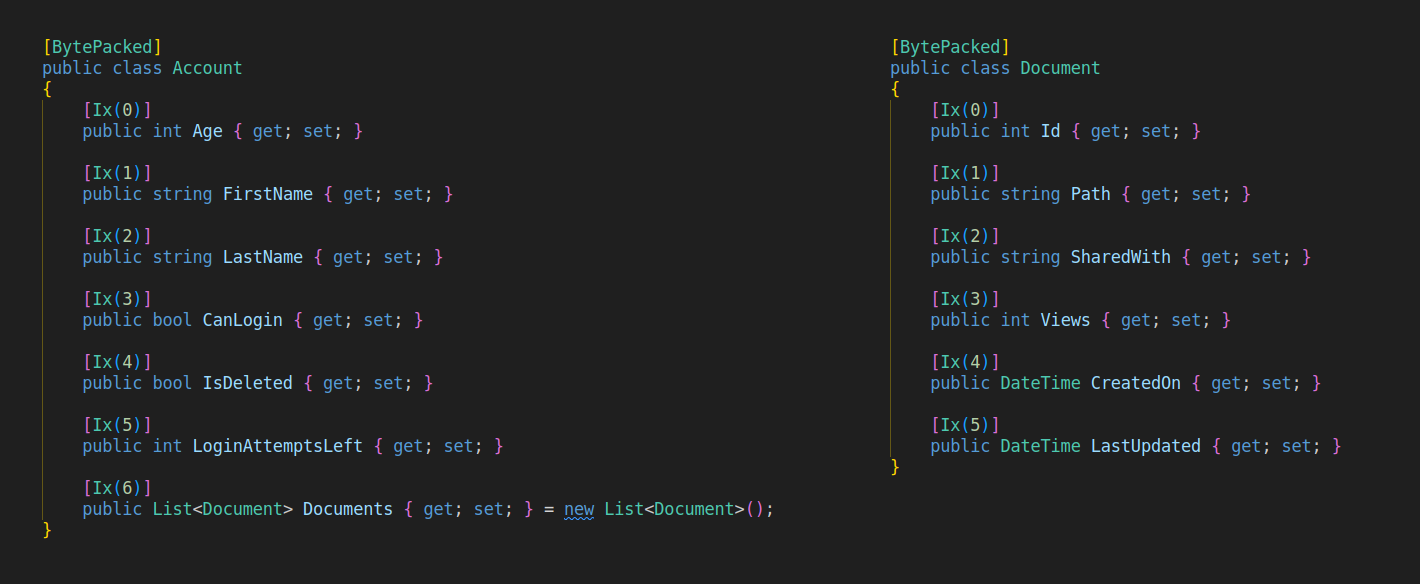 [BytePacked]
public class Account
{
[Ix(0)]
public int Age { get; set; }
[Ix(1)]
public string FirstName { get; set; }
[Ix(2)]
public string LastName { get; set; }
[Ix(3)]
public bool CanLogin { get; set; }
[Ix(4)]
public bool IsDeleted { get; set; }
[Ix(5)]
public int LoginAttemptsLeft { get; set; }
[Ix(6)]
public List<Document> Documents { get; set; } = new List<Document>();
}
[BytePacked]
public class Document
{
[Ix(0)]
public int Id { get; set; }
[Ix(1)]
public string Path { get; set; }
[Ix(2)]
public string SharedWith { get; set; }
[Ix(3)]
public int Views { get; set; }
[Ix(4)]
public DateTime CreatedOn { get; set; }
[Ix(5)]
public DateTime LastUpdated { get; set; }
}